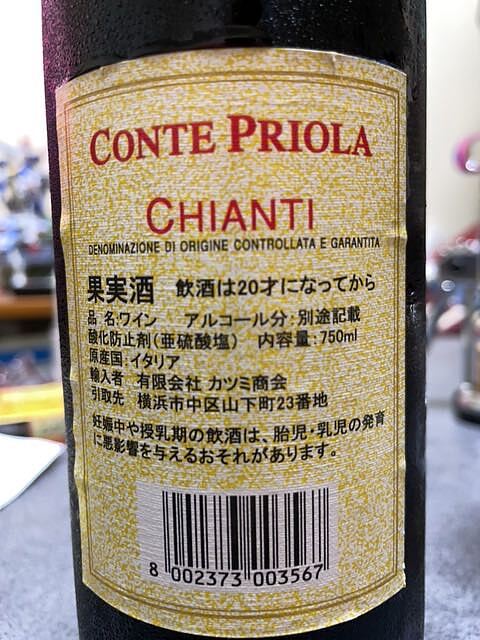 CONTE PRIOLA
CHIANTI
DENOMINAZIONE DI ORIGINE CONTROLLATA E GARANTITA
果実酒 飲酒は20才になってから
品 名:ワイン アルコール分:別途記載
酸化防止剤(亜硫酸塩) 内容量:750ml
原産国:イタリア
輸入者 有限会社 カツミ商会
引取先 横浜市中区山下町23番地
妊娠中や授乳期の飲酒は、胎児・乳児の発育
に悪影響を与えるおそれがあります。
8 002373 003567